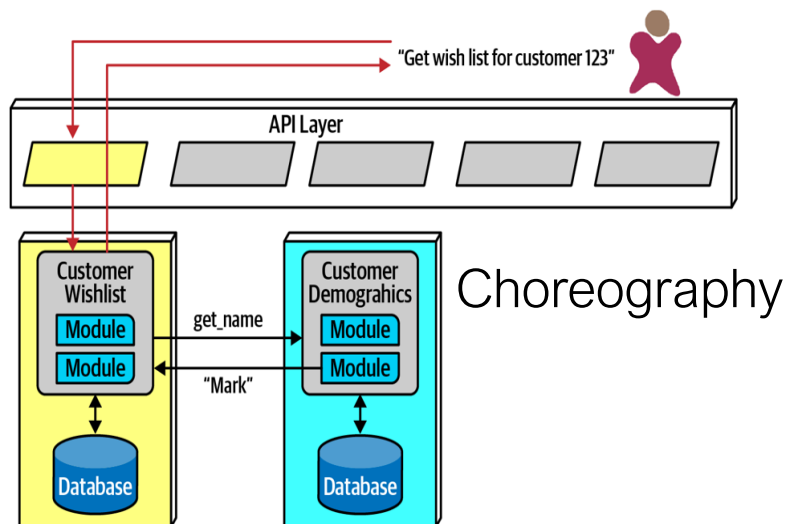 “Get wish list for customer 123”
API Layer
Customer
Wishlist
Module
Module
Database
get_name
“Mark”
Customer
Demograhics
Module
Module
Database
Choreography